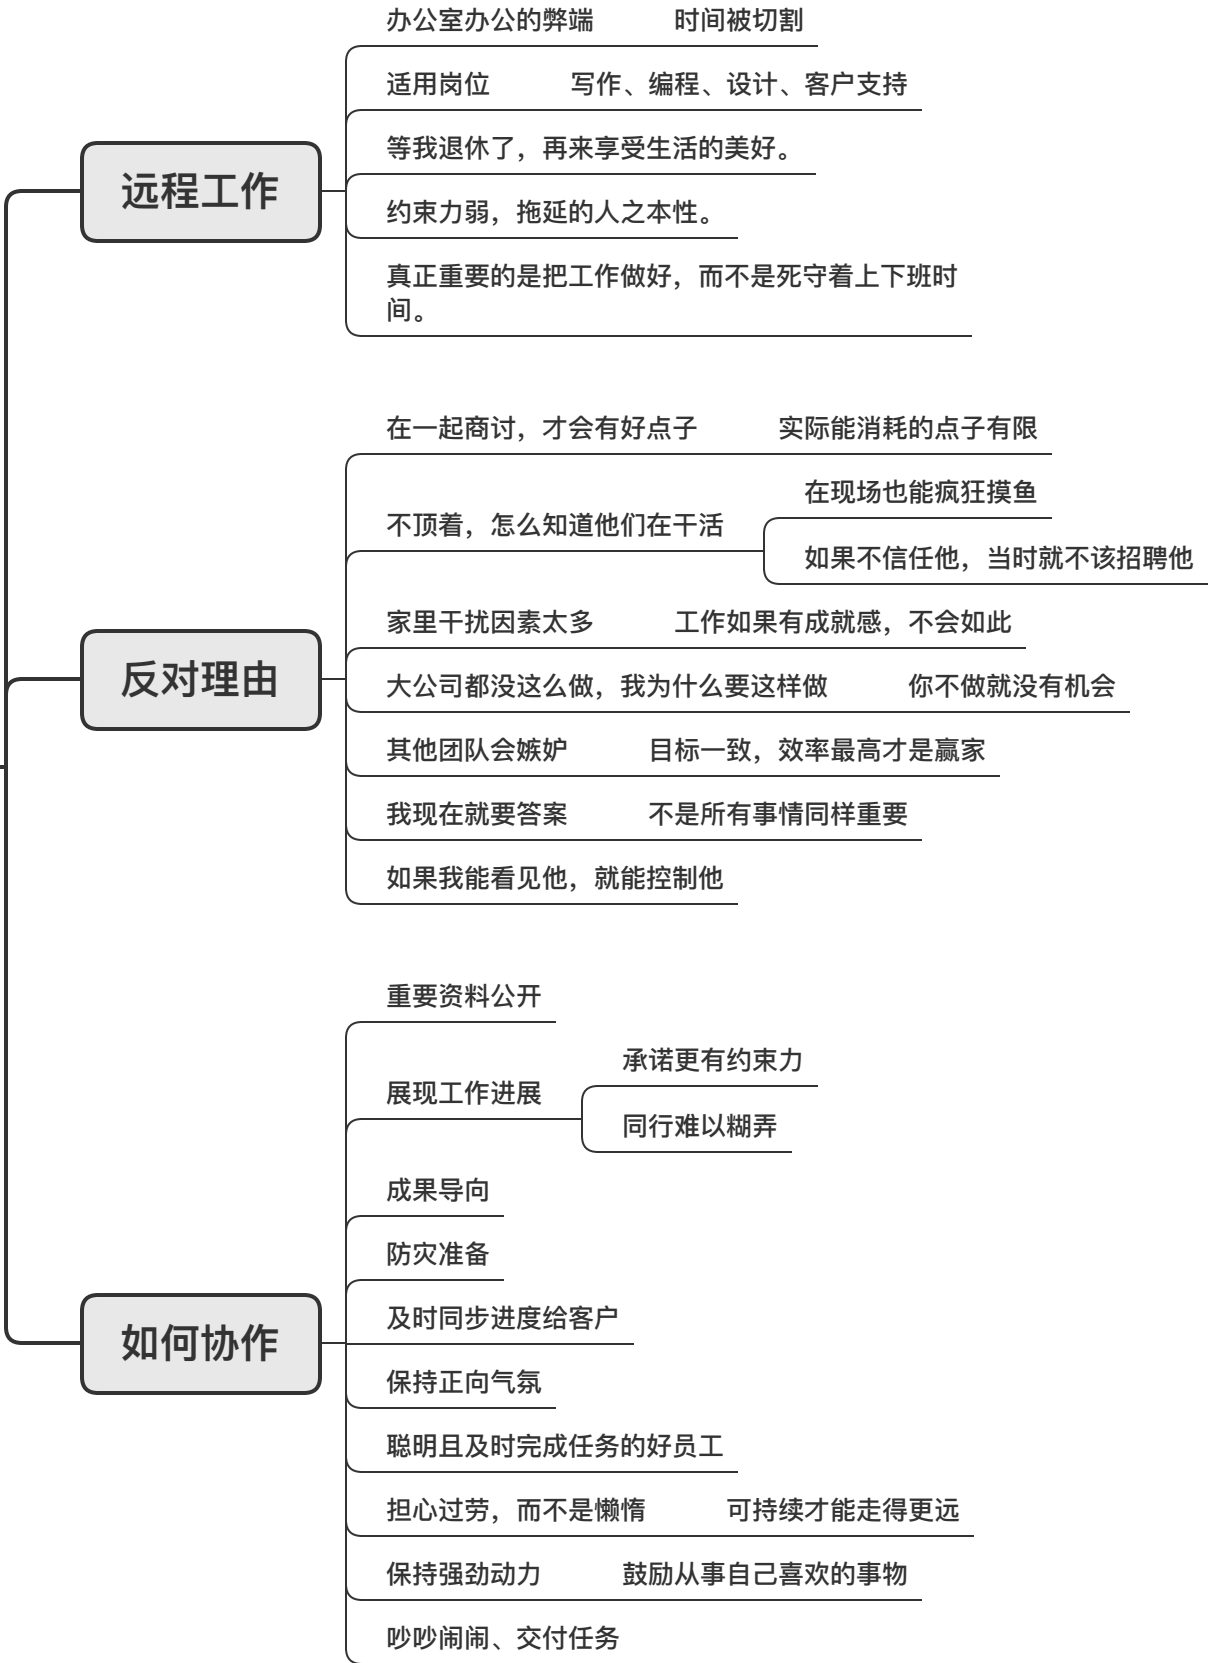 办公室办公的弊端 时间被切割
适用岗位 写作、编程、设计、客户支持
等我退休了，再来享受生活的美好。
远程工作
约束力弱，拖延的人之本性。
真正重要的是把工作做好，而不是死守着上下班时
间。
在一起商讨，才会有好点子 实际能消耗的点子有限
在现场也能疯狂摸鱼
不顶着，怎么知道他们在干活
如果不信任他，当时就不该招聘他
家里干扰因素太多 工作如果有成就感，不会如此
反对理由
大公司都没这么做，我为什么要这样做 你不做就没有机会
其他团队会嫉妒 目标一致，效率最高才是赢家
我现在就要答案 不是所有事情同样重要
如果我能看见他，就能控制他
重要资料公开
承诺更有约束力
展现工作进展
同行难以糊弄
成果导向
防灾准备
及时同步进度给客户
如何协作
保持正向气氛
聪明且及时完成任务的好员工
担心过劳，而不是懒惰 可持续才能走得更远
保持强劲动力 鼓励从事自己喜欢的事物
吵吵闹闹、交付任务